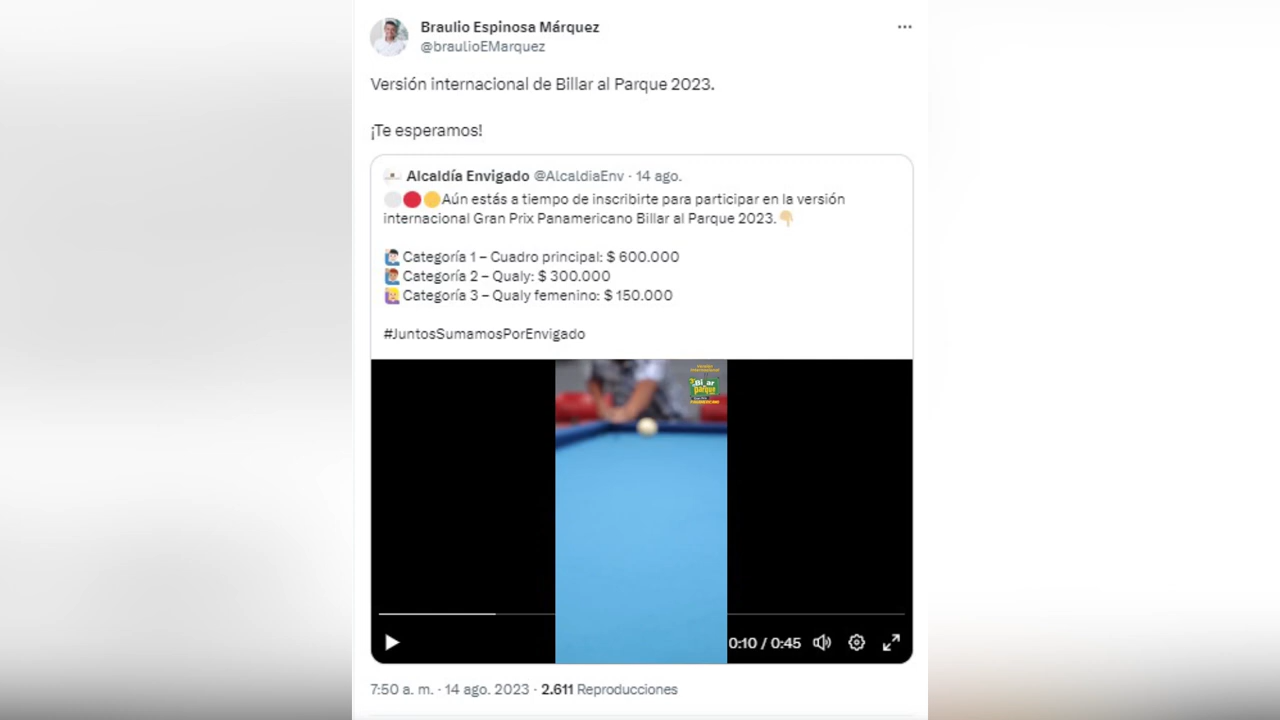 Braulio Espinosa Márquez
@braulioEMarquez
Versión internacional de Billar al Parque 2023.
¡Te esperamos!
Alcaldía Envigado @AlcaldiaEnv · 14 ago.
Aún estás a tiempo de inscribirte para participar en la versión
internacional Gran Prix Panamericano Billar al Parque 2023.
Categoría 1 – Cuadro principal: $ 600.000
Categoría 2 – Qualy: $ 300.000
Categoría 3 – Qualy femenino: $ 150.000
#JuntosSumamosPorEnvigado
Versión
internacional
Billar
parque
0:10 / 0:45
7:50 a. m. · 14 ago. 2023 · 2.611 Reproducciones